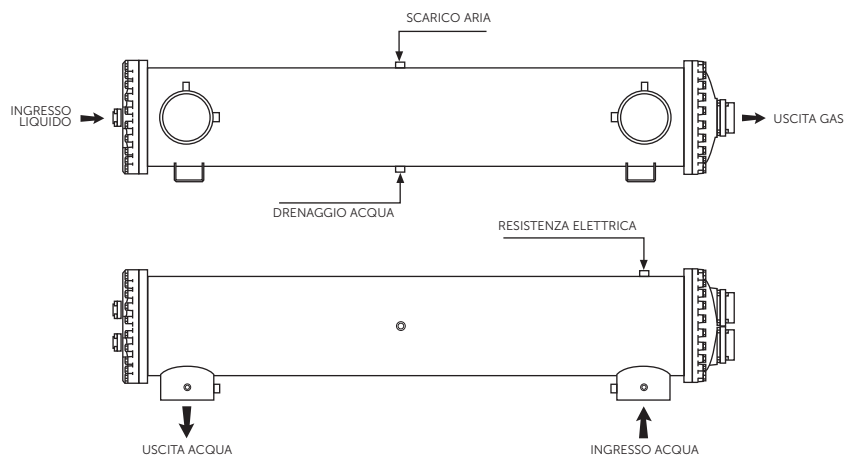 SCARICO ARIA
INGRESSO
LIQUIDO
USCITA GAS
DRENAGGIO ACQUA
RESISTENZA ELETTRICA
USCITA ACQUA
INGRESSO ACQUA